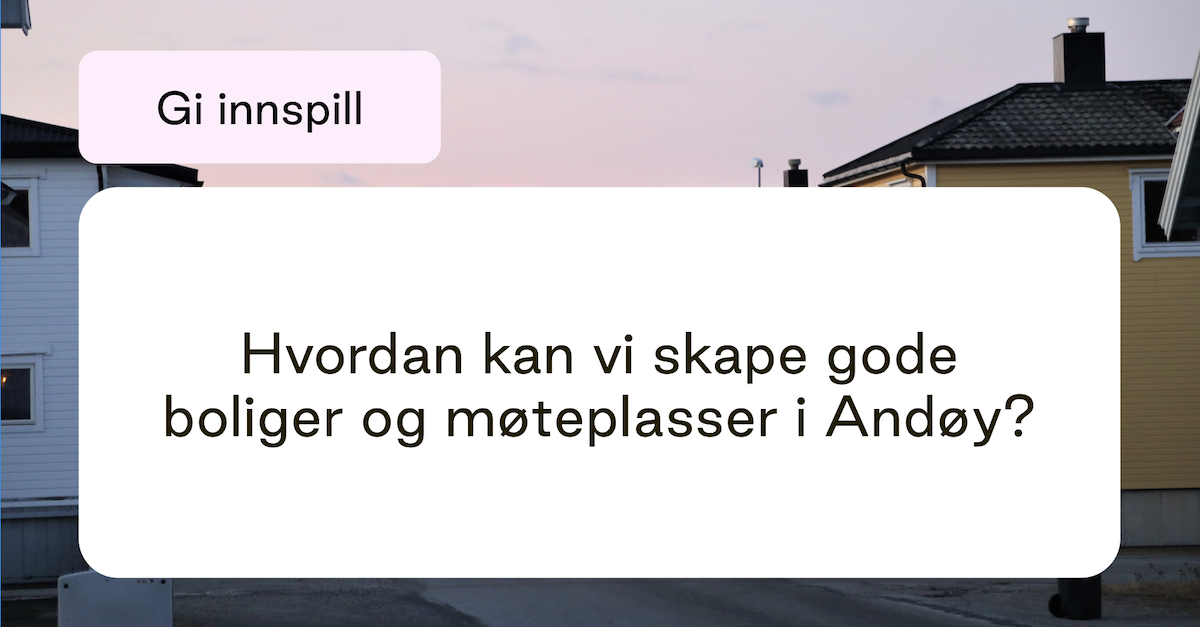 Gi innspill
Hvordan kan vi skape gode
boliger og møteplasser i Andøy?